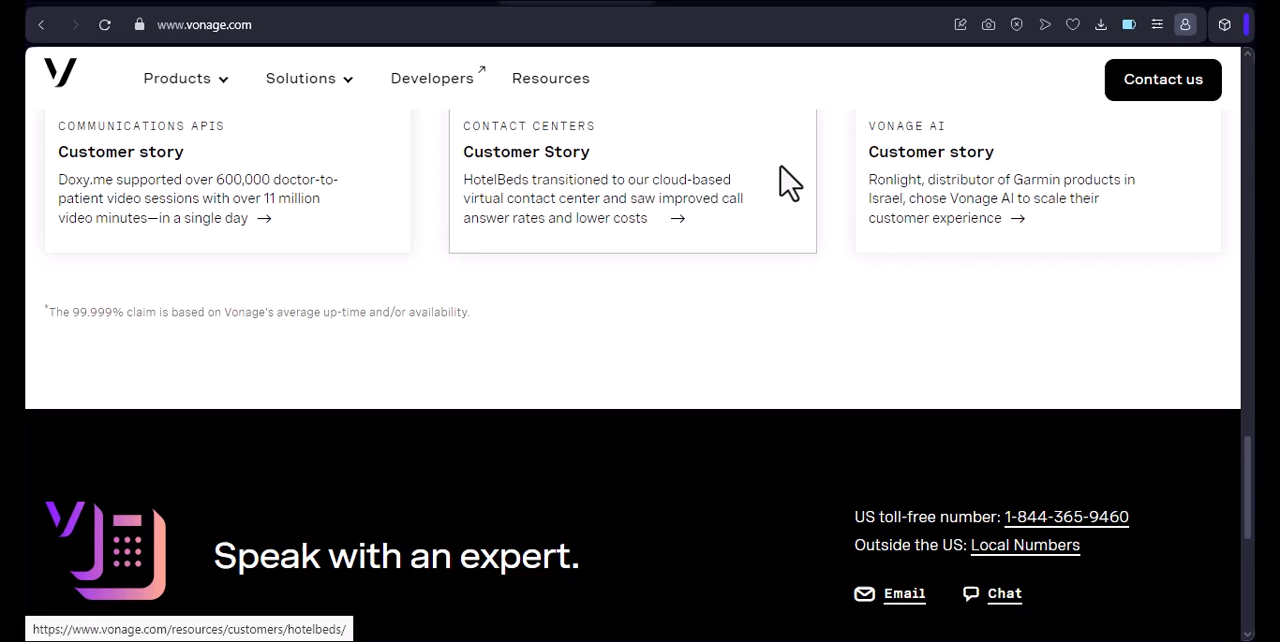 www.vonage.com
Products
Solutions
Developers
Resources
Contact us
COMMUNICATIONS APIS
Customer story
Doxy.me supported over 600,000 doctor-to-
patient video sessions with over 11 million
video minutes—in a single day →
CONTACT CENTERS
Customer Story
HotelBeds transitioned to our cloud-based
virtual contact center and saw improved call
answer rates and lower costs →
VONAGE AI
Customer story
Ronlight, distributor of Garmin products in
Israel, chose Vonage AI to scale their
customer experience →
*The 99.999% claim is based on Vonage's average up-time and/or availability.
Speak with an expert.
US toll-free number: 1-844-365-9460
Outside the US: Local Numbers
Email
Chat
https://www.vonage.com/resources/customers/hotelbeds/